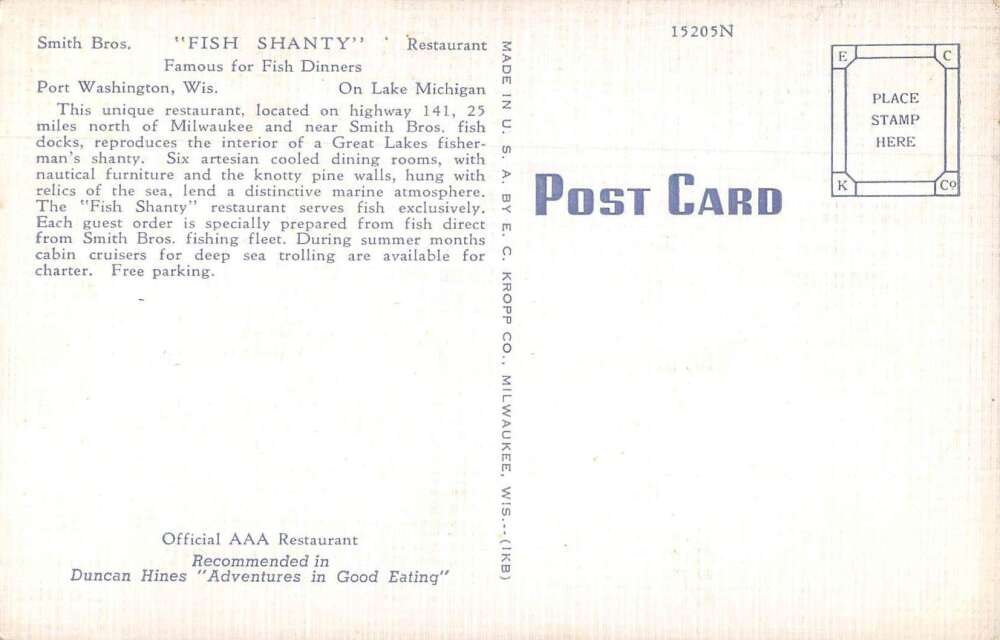 Smith Bros. "FISH SHANTY" Restaurant
Famous for Fish Dinners
Port Washington, Wis. On Lake Michigan
This unique restaurant, located on highway 141, 25
miles north of Milwaukee and near Smith Bros. fish
docks, reproduces the interior of a Great Lakes fisher-
man's shanty. Six artesian cooled dining rooms, with
nautical furniture and the knotty pine walls, hung with
relics of the sea, lend a distinctive marine atmosphere.
The "Fish Shanty" restaurant serves fish exclusively.
Each guest order is specially prepared from fish direct
from Smith Bros. fishing fleet. During summer months
cabin cruisers for deep sea trolling are available for
charter. Free parking.
Official AAA Restaurant
Recommended in
Duncan Hines "Adventures in Good Eating"
MADE IN U. S. A. BY E. C. KROPP CO., MILWAUKEE, WIS.--(1KB)
15205N
POST CARD
E C
PLACE
STAMP
HERE
K Co